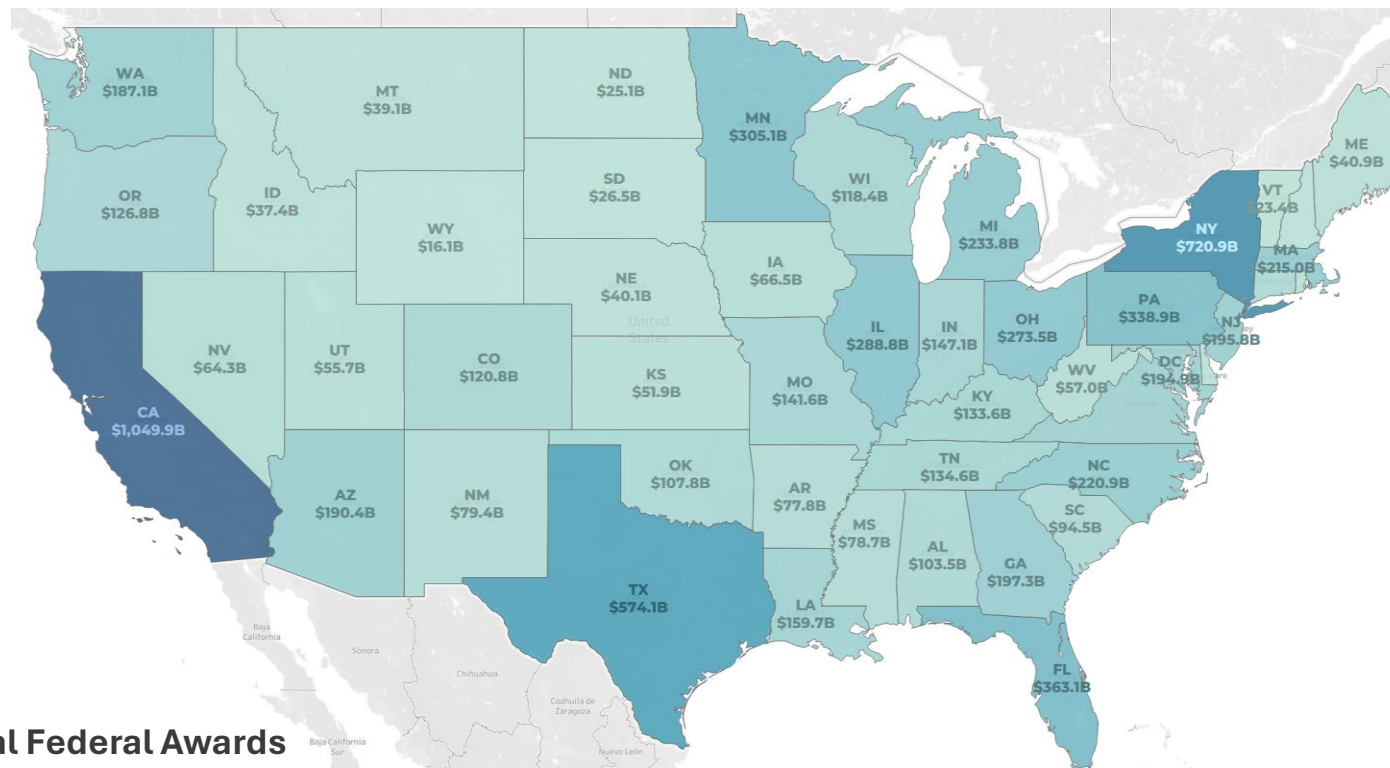 WA
$187.1B
MT
$39.1B
ND
$25.1B
MN
$305.1B
OR
$126.8B
ID
$37.4B
SD
$26.5B
WI
$118.4B
ME
$40.9B
VT
$23.4B
WY
$16.1B
MI
$233.8B
NY
$720.9B
MA
$215.0B
IA
$66.5B
NE
$40.1B
United
States
PA
$338.9B
NV
$64.3B
UT
$55.7B
CO
$120.8B
KS
$51.9B
MO
$141.6B
IL
$288.8B
IN
$147.1B
OH
$273.5B
NJ
$195.8B
WV
$57.0B
DC
$194.9B
KY
$133.6B
CA
$1,049.9B
AZ
$190.4B
NM
$79.4B
OK
$107.8B
AR
$77.8B
TN
$134.6B
NC
$220.9B
SC
$94.5B
MS
$78.7B
AL
$103.5B
GA
$197.3B
TX
$574.1B
LA
$159.7B
FL
$363.1B
Baja
California
Sonora
Chihuahua
Coahuila de
Zaragoza
Nuevo León
Baja California
Sur
al Federal Awards